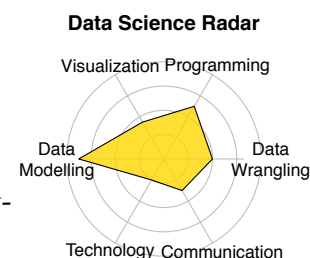 Data Science Radar
Visualization Programming
Data Modelling
Data Wrangling
-
Technology Communication